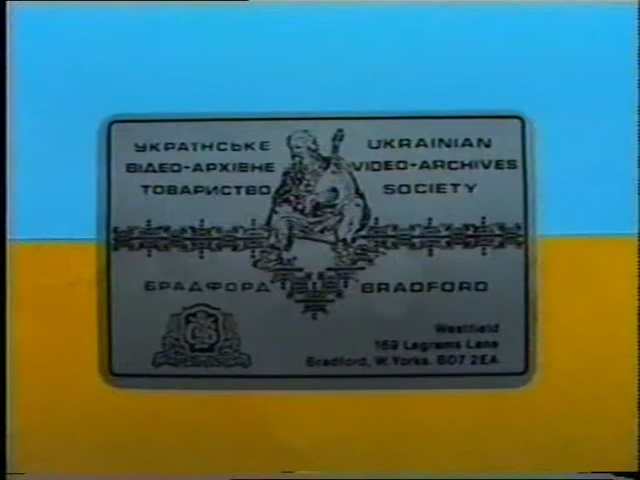 УКРАЇНСЬКЕ
ВІДЕО-АРХІВНЕ
ТОВАРИСТВО
UKRAINIAN
VIDEO-ARCHIVES
SOCIETY
БРАДФОРД
BRADFORD
Westfield
169 Legrams Lane
Bradford, W.Yorks. BD7 2EA